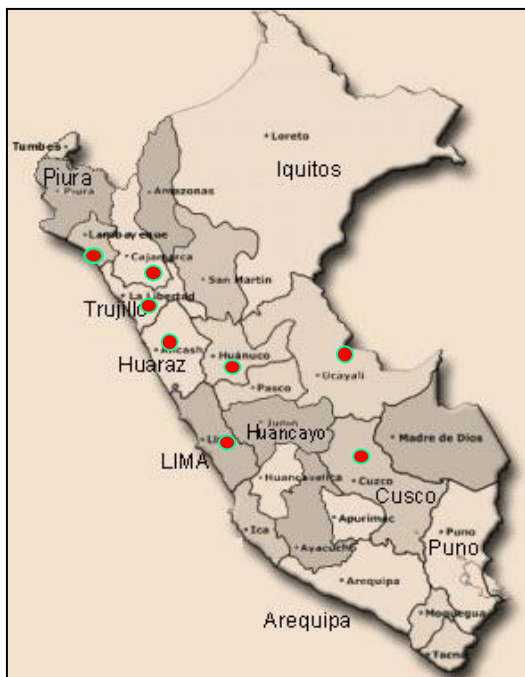 Loreto
Tumbes
Iquitos
Piura
Piura
Amazonas
Lambayeque
Cajamarca
San Martin
La Libertad
Trujillo
Ancash
Huánuco
Huaraz
Ucayali
Pasco
Junin
Huancayo
Lima
Madre de Dios
LIMA
Huancavelica
Cuzco
Cusco
Ica
Apurimac
Puno
Ayacucho
Puno
Arequipa
Arequipa
Moquegua
Tacna